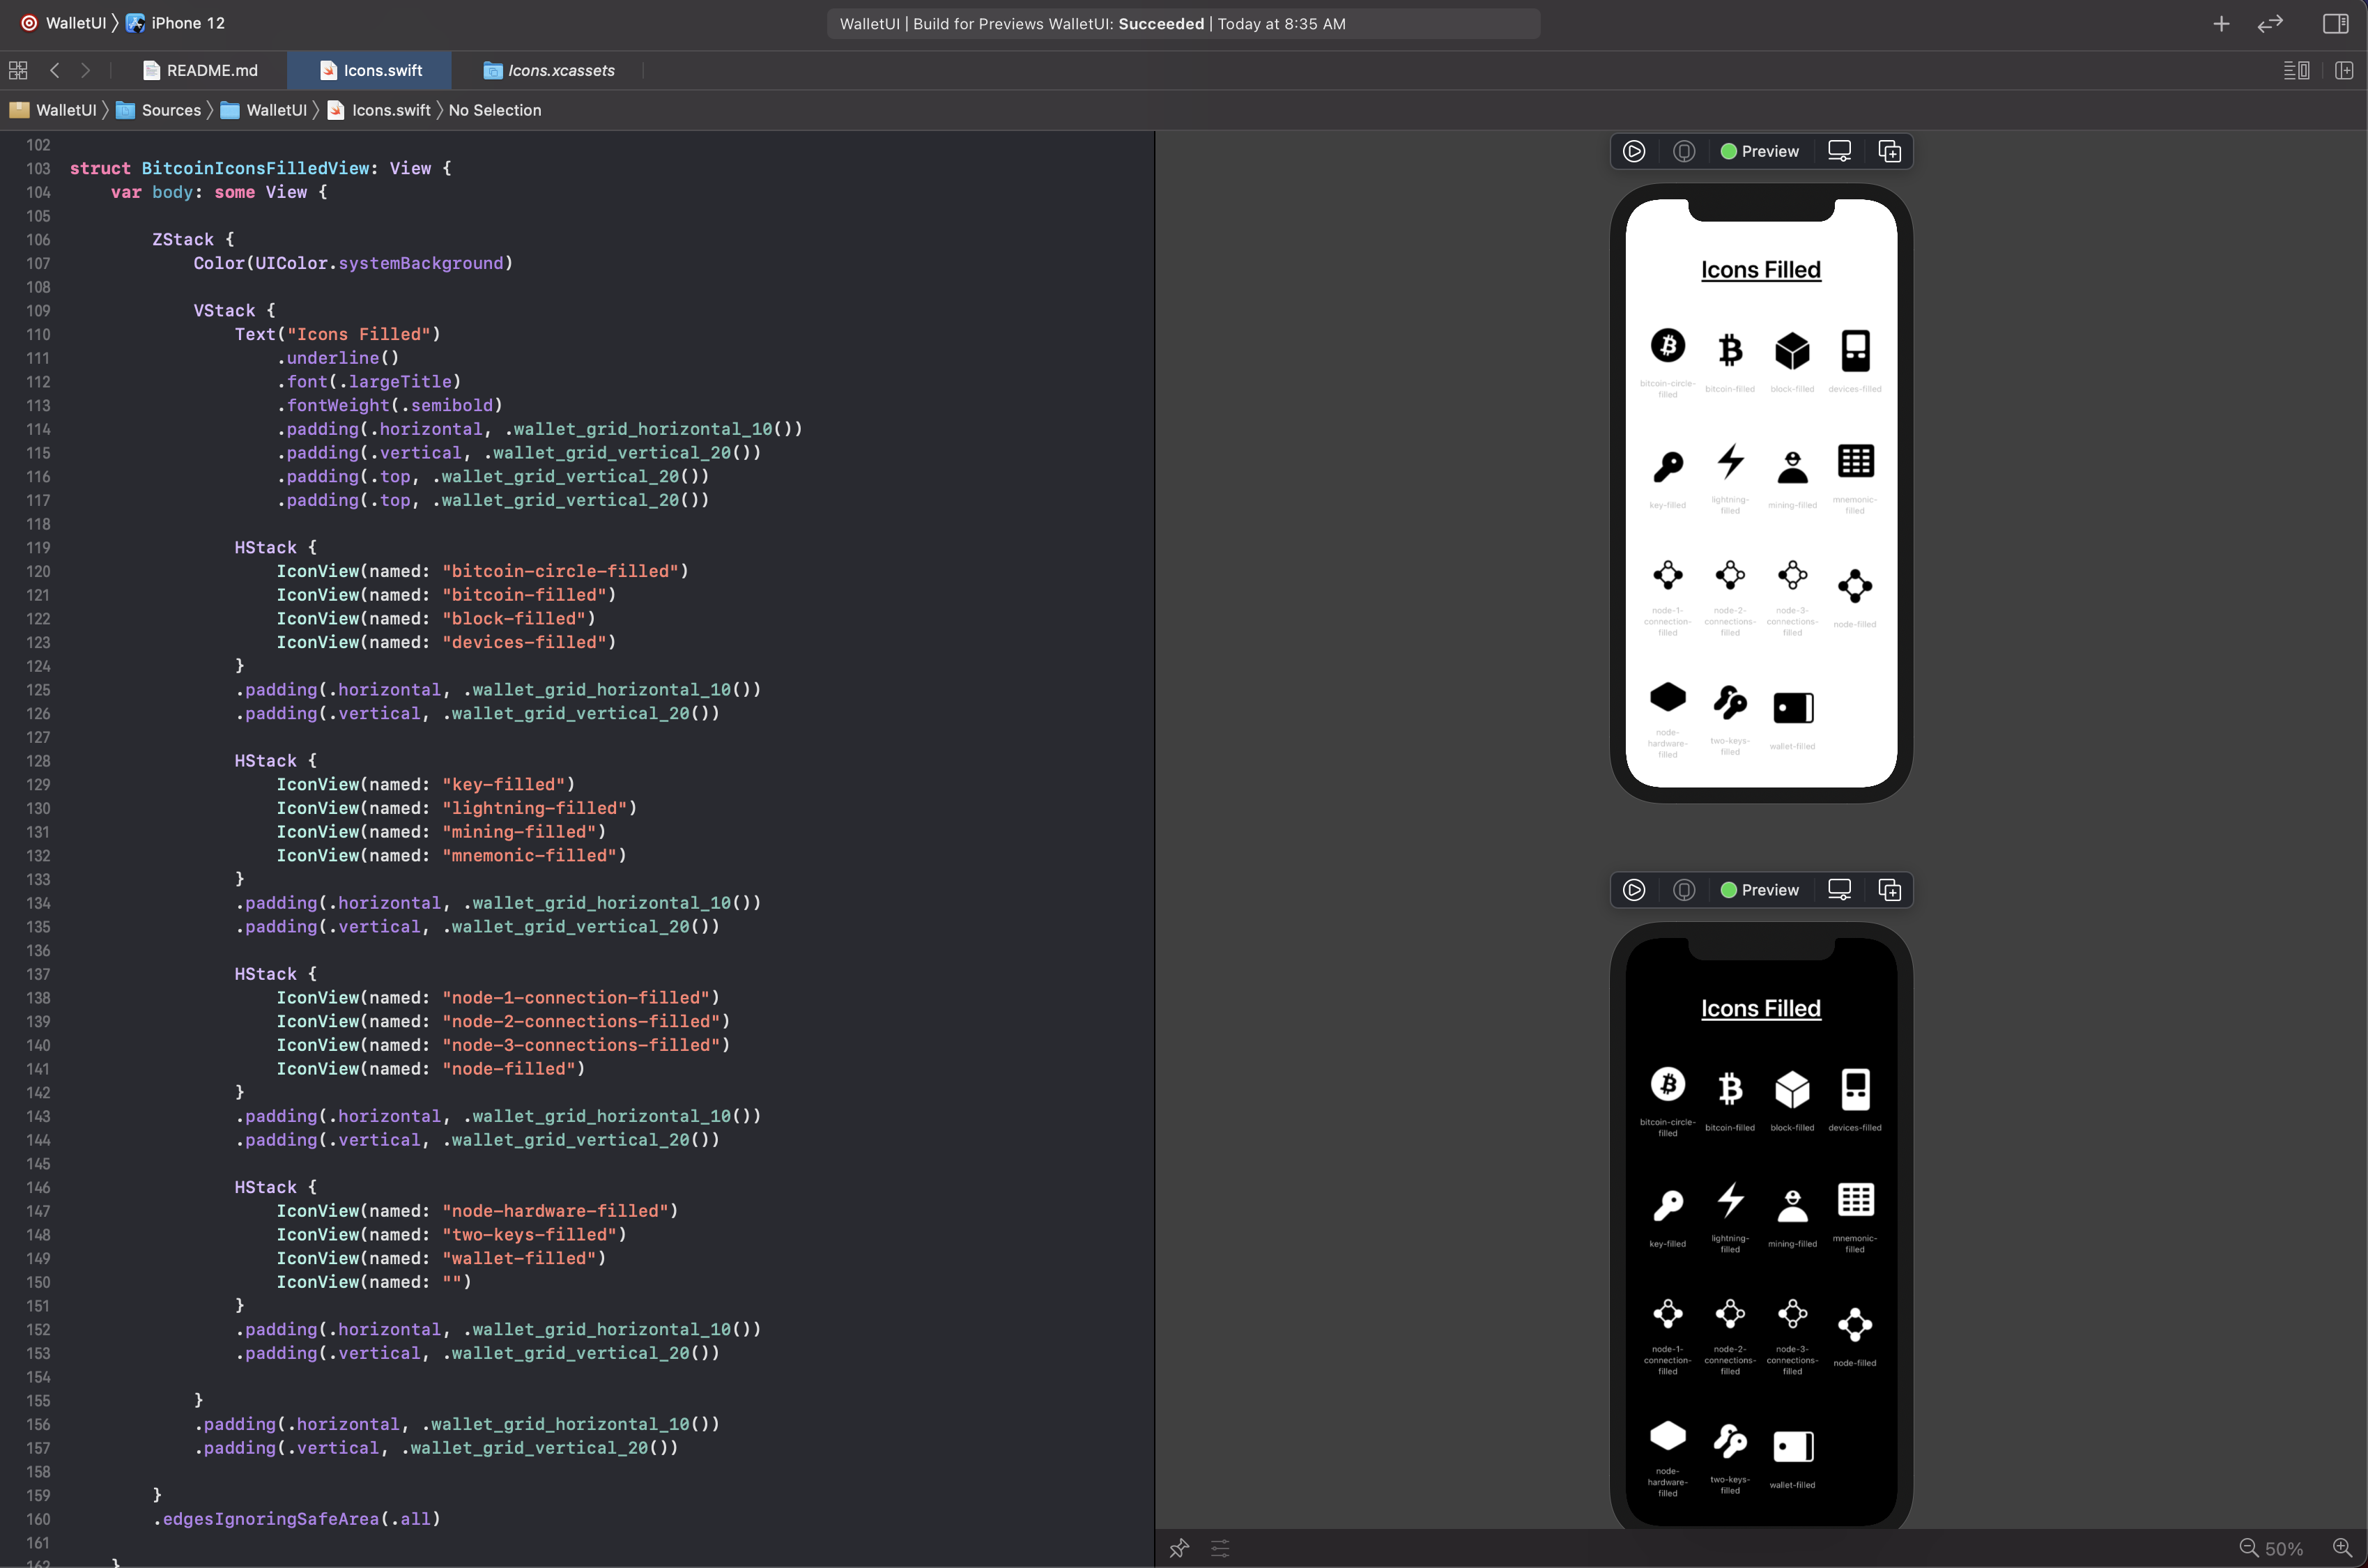 WalletUI 〉 iPhone 12
WalletUI | Build for Previews WalletUI: Succeeded | Today at 8:35 AM
README.md
Icons.swift
Icons.xcassets
WalletUI 〉 Sources 〉 WalletUI 〉 Icons.swift 〉 No Selection
102
103 struct BitcoinIconsFilledView: View {
104     var body: some View {
105
106         ZStack {
107             Color(UIColor.systemBackground)
108
109             VStack {
110                 Text("Icons Filled")
111                     .underline()
112                     .font(.largeTitle)
113                     .fontWeight(.semibold)
114                     .padding(.horizontal, .wallet_grid_horizontal_10())
115                     .padding(.vertical, .wallet_grid_vertical_20())
116                     .padding(.top, .wallet_grid_vertical_20())
117                     .padding(.top, .wallet_grid_vertical_20())
118
119                 HStack {
120                     IconView(named: "bitcoin-circle-filled")
121                     IconView(named: "bitcoin-filled")
122                     IconView(named: "block-filled")
123                     IconView(named: "devices-filled")
124                 }
125                 .padding(.horizontal, .wallet_grid_horizontal_10())
126                 .padding(.vertical, .wallet_grid_vertical_20())
127
128                 HStack {
129                     IconView(named: "key-filled")
130                     IconView(named: "lightning-filled")
131                     IconView(named: "mining-filled")
132                     IconView(named: "mnemonic-filled")
133                 }
134                 .padding(.horizontal, .wallet_grid_horizontal_10())
135                 .padding(.vertical, .wallet_grid_vertical_20())
136
137                 HStack {
138                     IconView(named: "node-1-connection-filled")
139                     IconView(named: "node-2-connections-filled")
140                     IconView(named: "node-3-connections-filled")
141                     IconView(named: "node-filled")
142                 }
143                 .padding(.horizontal, .wallet_grid_horizontal_10())
144                 .padding(.vertical, .wallet_grid_vertical_20())
145
146                 HStack {
147                     IconView(named: "node-hardware-filled")
148                     IconView(named: "two-keys-filled")
149                     IconView(named: "wallet-filled")
150                     IconView(named: "")
151                 }
152                 .padding(.horizontal, .wallet_grid_horizontal_10())
153                 .padding(.vertical, .wallet_grid_vertical_20())
154
155             }
156             .padding(.horizontal, .wallet_grid_horizontal_10())
157             .padding(.vertical, .wallet_grid_vertical_20())
158
159         }
160         .edgesIgnoringSafeArea(.all)
161
162     }
Preview
Icons Filled
bitcoin-circle-
filled
bitcoin-filled
block-filled
devices-filled
key-filled
lightning-
filled
mining-filled
mnemonic-
filled
node-1-
connection-
filled
node-2-
connections-
filled
node-3-
connections-
filled
node-filled
node-
hardware-
filled
two-keys-
filled
wallet-filled
Preview
Icons Filled
bitcoin-circle-
filled
bitcoin-filled
block-filled
devices-filled
key-filled
lightning-
filled
mining-filled
mnemonic-
filled
node-1-
connection-
filled
node-2-
connections-
filled
node-3-
connections-
filled
node-filled
node-
hardware-
filled
two-keys-
filled
wallet-filled
50%